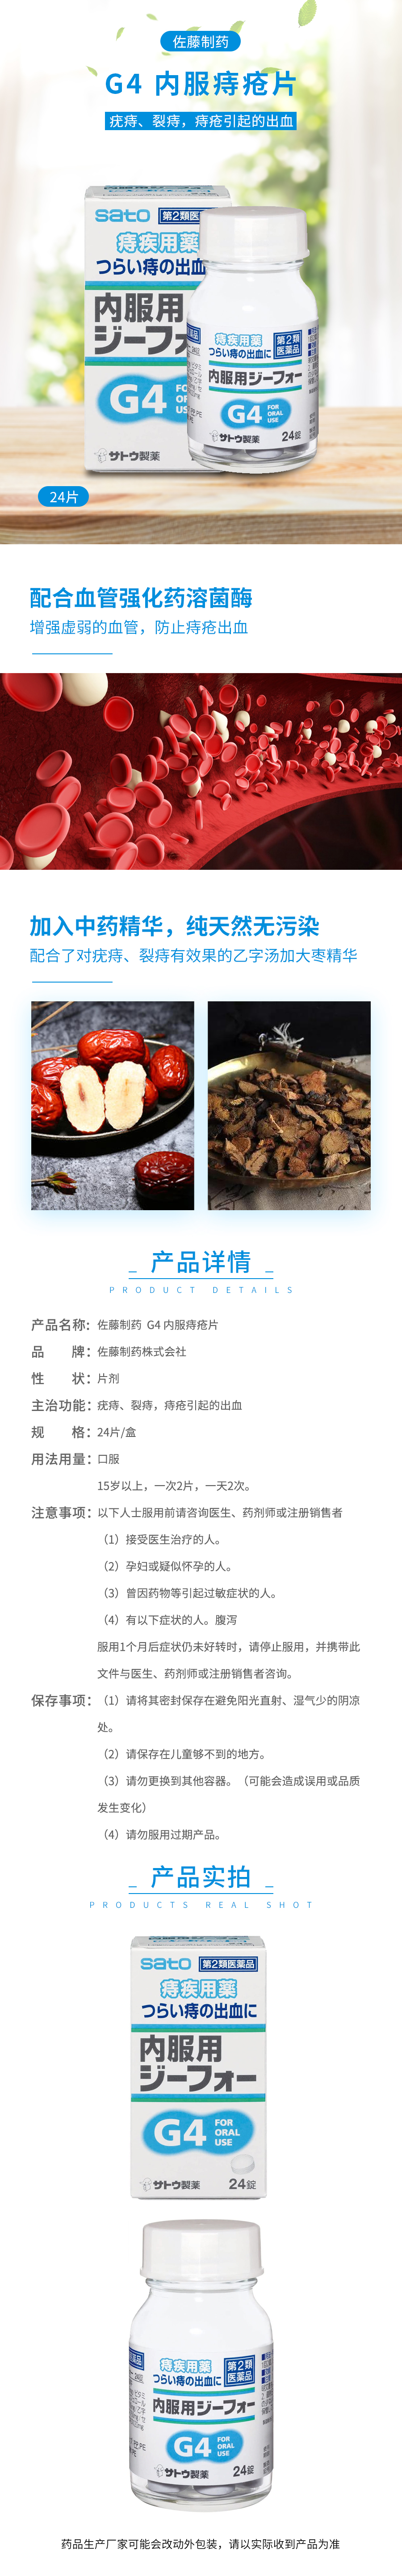 佐藤制药
G4 内服痔疮片
疣痔、裂痔，痔疮引起的出血
sato 第2類医
痔疾用薬
つらい痔の出血
内服用
ジーフォ
G4 FOR ORAL USE
サトウ製薬
痔疾用薬 第2類医薬品
つらい痔の出血に
内服用ジーフォー
G4 FOR ORAL USE
サトウ製薬 24錠
24片
配合血管强化药溶菌酶
增强虚弱的血管，防止痔疮出血
加入中药精华，纯天然无污染
配合了对疣痔、裂痔有效果的乙字汤加大枣精华
产品详情
PRODUCT DETAILS
产品名称: 佐藤制药 G4 内服痔疮片
品 牌: 佐藤制药株式会社
性 状: 片剂
主治功能: 疣痔、裂痔，痔疮引起的出血
规 格: 24片/盒
用法用量: 口服
15岁以上，一次2片，一天2次。
注意事项: 以下人士服用前请咨询医生、药剂师或注册销售者
（1）接受医生治疗的人。
（2）孕妇或疑似怀孕的人。
（3）曾因药物等引起过敏症状的人。
（4）有以下症状的人。腹泻
服用1个月后症状仍未好转时，请停止服用，并携带此
文件与医生、药剂师或注册销售者咨询。
保存事项: （1）请将其密封保存在避免阳光直射、湿气少的阴凉
处。
（2）请保存在儿童够不到的地方。
（3）请勿更换到其他容器。（可能会造成误用或品质
发生变化）
（4）请勿服用过期产品。
产品实拍
PRODUCTS REAL SHOT
sato 第2類医薬品
痔疾用薬
つらい痔の出血に
内服用
ジーフォー
G4 FOR ORAL USE
サトウ製薬 24錠
痔疾用薬 第2類医薬品
つらい痔の出血に
内服用ジーフォー
G4 FOR ORAL USE
サトウ製薬 24錠
药品生产厂家可能会改动外包装，请以实际收到产品为准